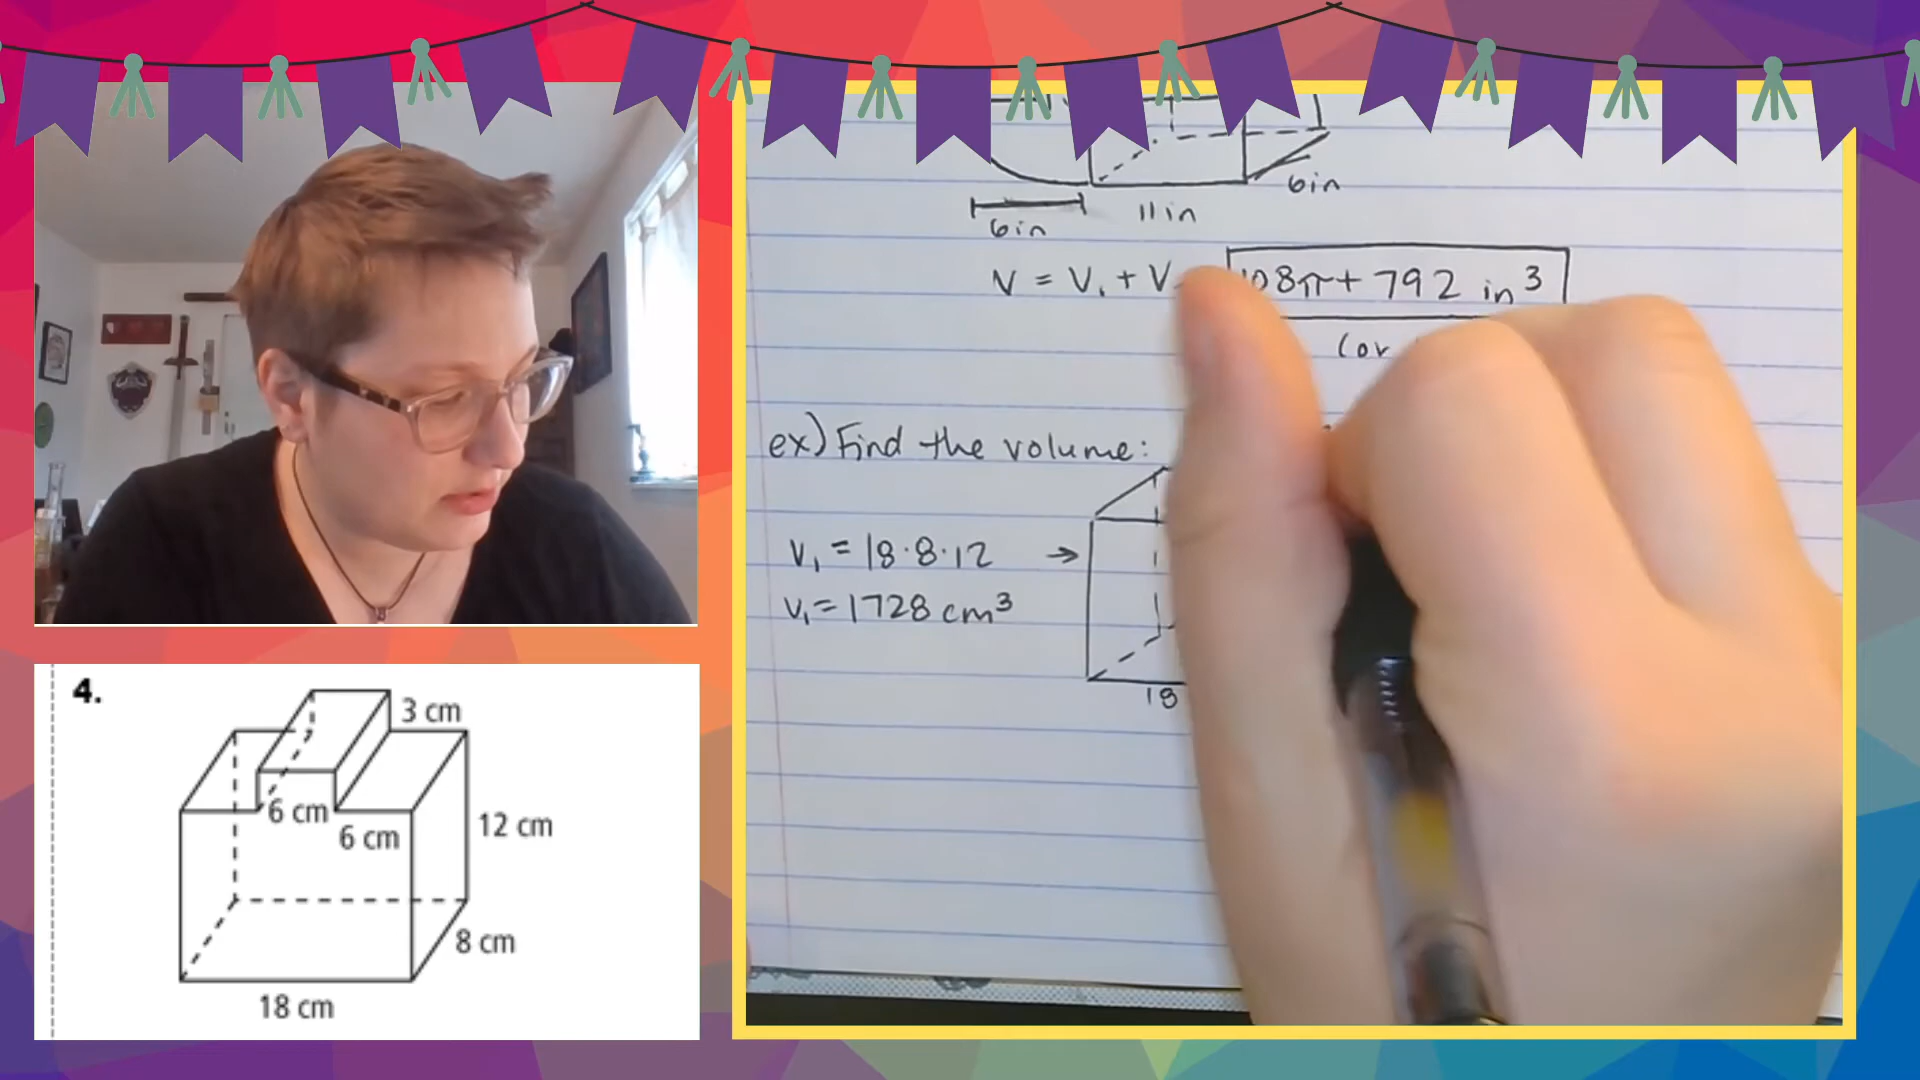 4.
3 cm
6 cm
6 cm
12 cm
8 cm
18 cm
6in
6in
11in
V = V₁ + V
108π + 792 in³
(or
ex) Find the volume:
V₁ = 18·8·12 →
V₁ = 1728 cm³
18